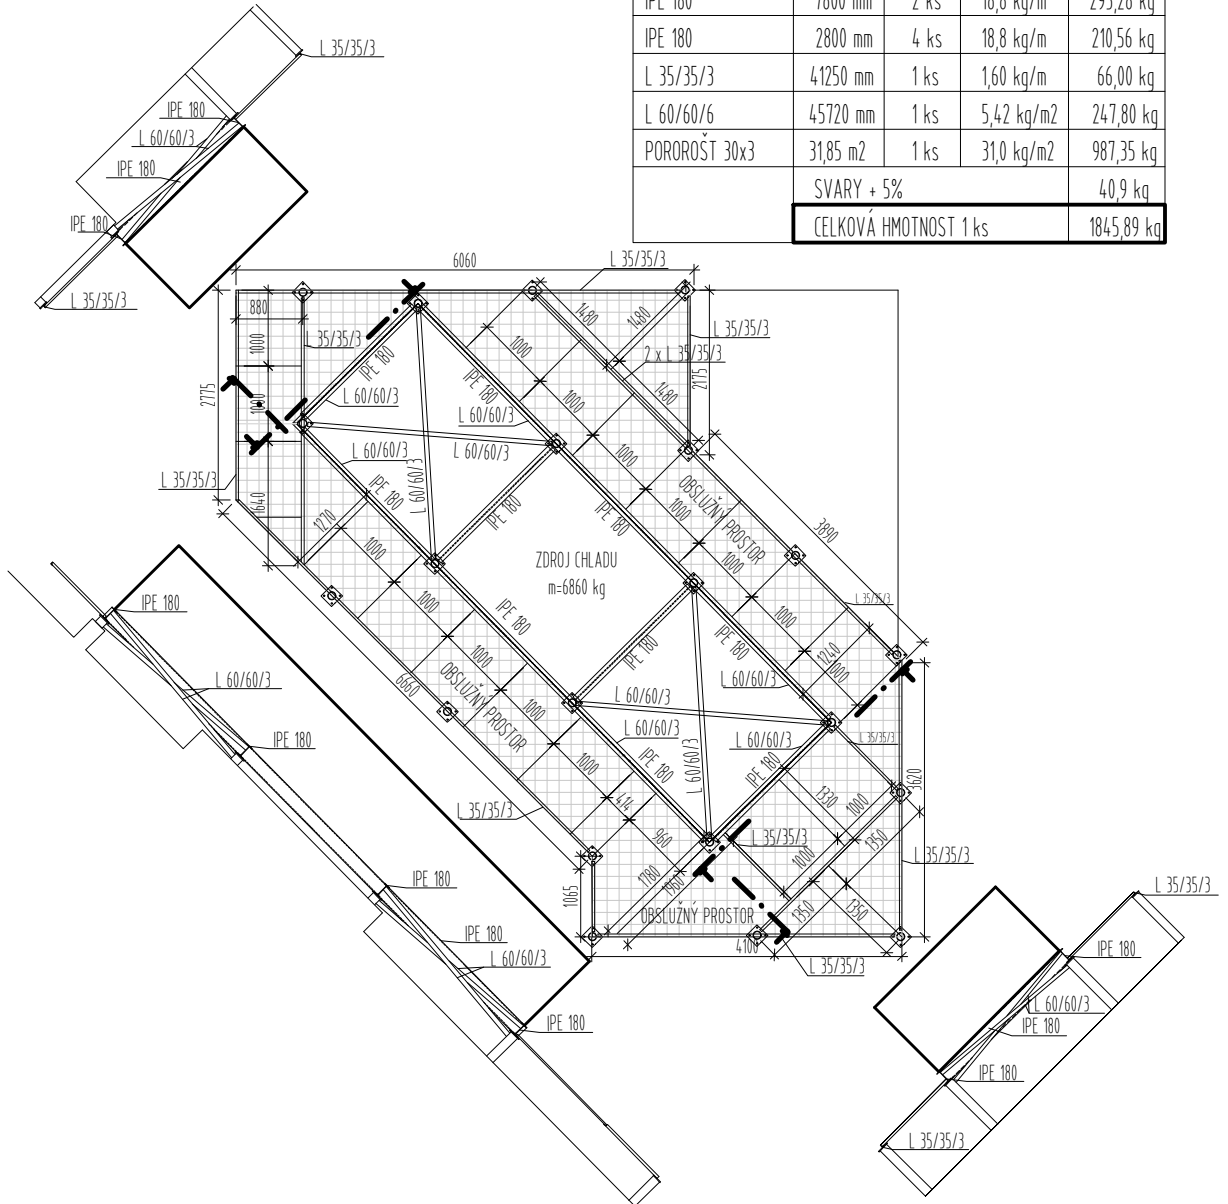 IPE 180 7800 mm 2 ks 18,8 kg/m 293,28 kg
IPE 180 2800 mm 4 ks 18,8 kg/m 210,56 kg
L 35/35/3 41250 mm 1 ks 1,60 kg/m 66,00 kg
L 60/60/6 45720 mm 1 ks 5,42 kg/m2 247,80 kg
POROROŠT 30x3 31,85 m2 1 ks 31,0 kg/m2 987,35 kg
SVARY + 5% 40,9 kg
CELKOVÁ HMOTNOST 1 ks 1845,89 kg
L 35/35/3
IPE 180
L 60/60/3
IPE 180
IPE 180
L 35/35/3
6060
L 35/35/3
880
1000
L 35/35/3
IPE 180
L 60/60/3
IPE 180
L 60/60/3
1480
1480
1000
L 35/35/3
2 x L 35/35/3
2175
1480
1000
2775
1000
L 60/60/3
L 60/60/3
L 60/60/3
1000
L 35/35/3
1640
IPE 180
IPE 180
IPE 180
1270
1000
OBSLUŽNÝ PROSTOR
1000
3890
ZDROJ CHLADU
m=6860 kg
1000
1000
IPE 180
IPE 180
IPE 180
1000
L 35/35/3
1240
1000
L 60/60/3
1000
OBSLUŽNÝ PROSTOR
6660
1000
L 60/60/3
L 60/60/3
L 60/60/3
L 60/60/3
IPE 180
IPE 180
L 35/35/3
3620
1000
414
960
1330
1000
1350
L 35/35/3
L 35/35/3
L 35/35/3
1000
1065
1780
1960
1350
1350
OBSLUŽNÝ PROSTOR
4100
L 35/35/3
IPE 180
L 60/60/3
IPE 180
IPE 180
IPE 180
L 60/60/3
IPE 180
L 35/35/3
IPE 180
L 60/60/3
IPE 180
IPE 180
L 35/35/3